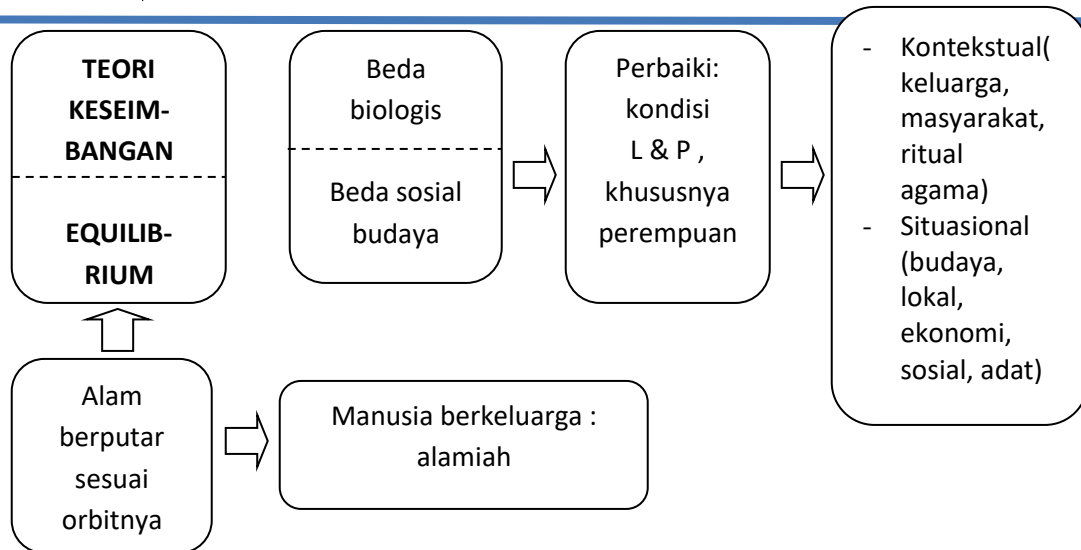 TEORI
KESEIM-
BANGAN
EQUILIB-
RIUM
Beda
biologis
Beda sosial
budaya
Perbaiki:
kondisi
L & P ,
khususnya
perempuan
- Kontekstual(
keluarga,
masyarakat,
ritual
agama)
- Situasional
(budaya,
lokal,
ekonomi,
sosial, adat)
Alam
berputar
sesuai
orbitnya
Manusia berkeluarga :
alamiah